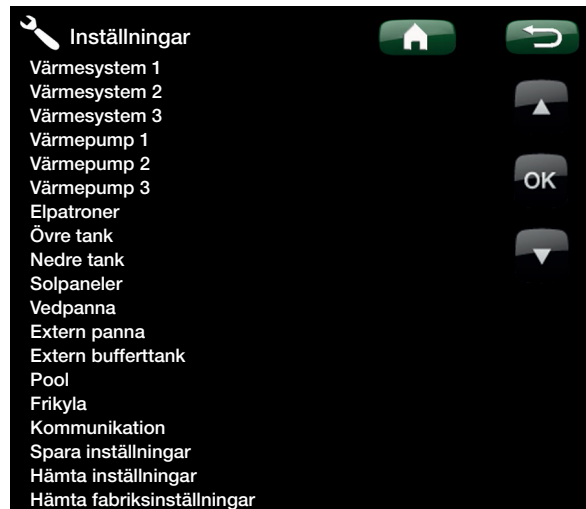 Inställningar
Värmesystem 1
Värmesystem 2
Värmesystem 3
Värmepump 1
Värmepump 2
Värmepump 3
Elpatroner
Övre tank
Nedre tank
Solpaneler
Vedpanna
Extern panna
Extern bufferttank
Pool
Frikyla
Kommunikation
Spara inställningar
Hämta inställningar
Hämta fabriksinställningar
OK